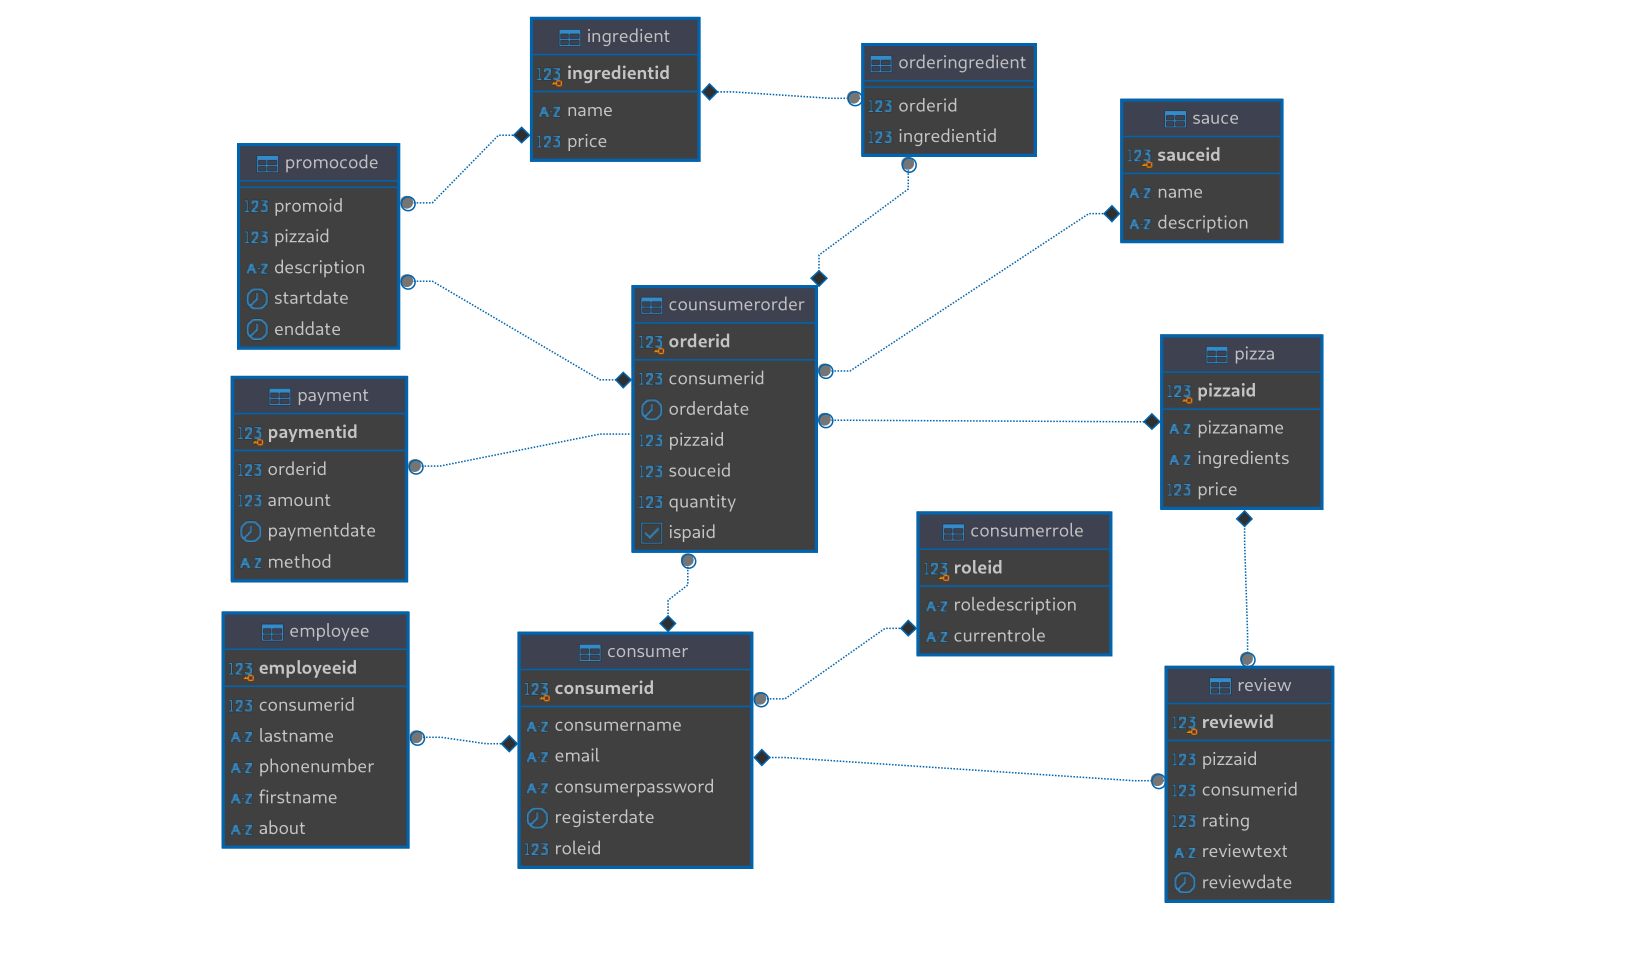 ingredient
123 ingredientid
A-Z name
123 price
orderingredient
123 orderid
123 ingredientid
sauce
123 sauceid
A-Z name
A-Z description
promocode
123 promoid
123 pizzaid
A-Z description
startdate
enddate
counsumerorder
123 orderid
123 consumerid
orderdate
123 pizzaid
123 souceid
123 quantity
ispaid
pizza
123 pizzaid
A-Z pizzaname
A-Z ingredients
123 price
payment
123 paymentid
123 orderid
123 amount
paymentdate
A-Z method
consumerrole
123 roleid
A-Z roledescription
A-Z currentrole
employee
123 employeeid
123 consumerid
A-Z lastname
A-Z phonenumber
A-Z firstname
A-Z about
consumer
123 consumerid
A-Z consumername
A-Z email
A-Z consumerpassword
registerdate
123 roleid
review
123 reviewid
123 pizzaid
123 consumerid
123 rating
A-Z reviewtext
reviewdate